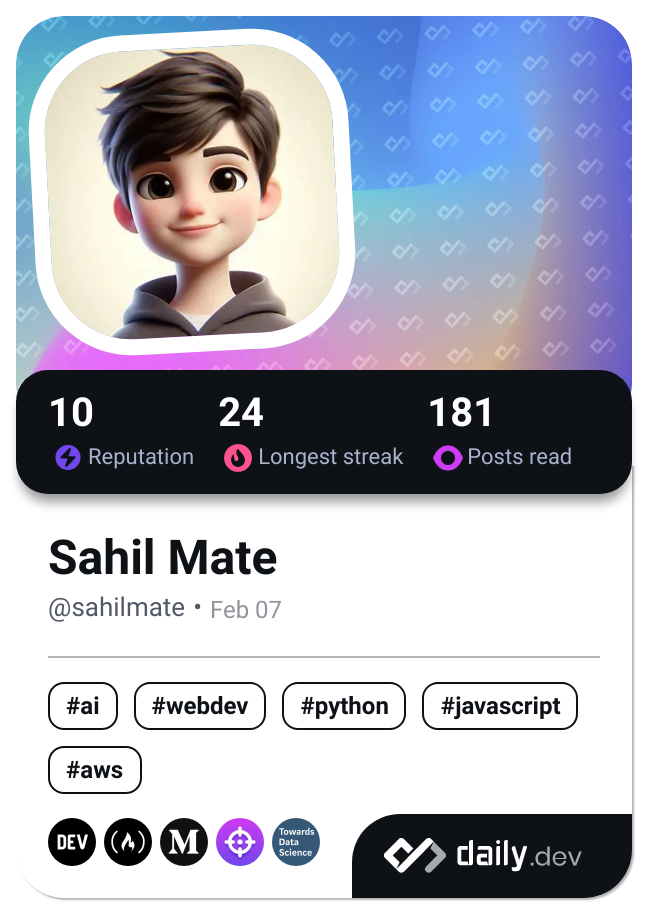 10 24 181
Reputation Longest streak Posts read
Sahil Mate
@sahilmate • Feb 07
#ai #webdev #python #javascript
#aws
DEV M Towards
Data
Science
daily.dev